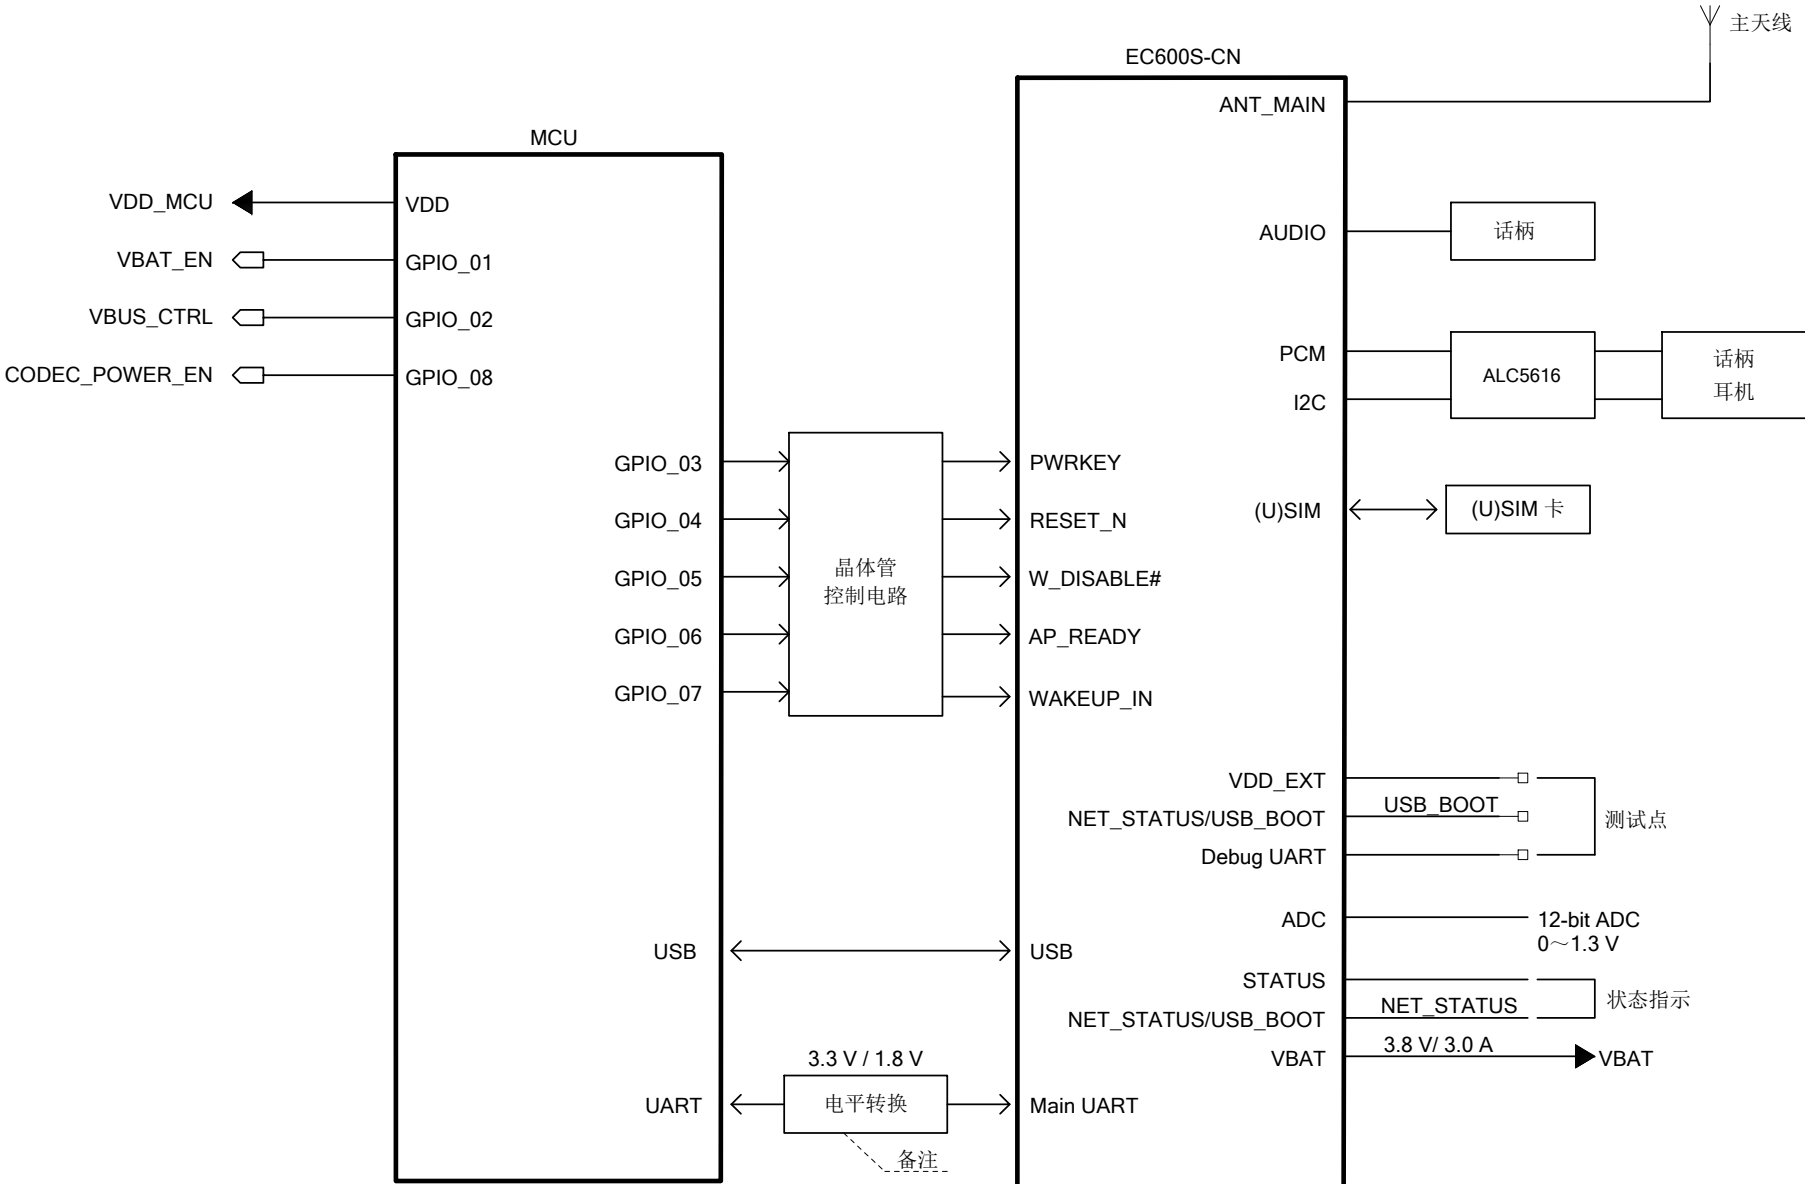 主天线
EC600S-CN
ANT_MAIN
MCU
VDD_MCU
VDD
VBAT_EN
GPIO_01
VBUS_CTRL
GPIO_02
CODEC_POWER_EN
GPIO_08
AUDIO
话柄
PCM
I2C
ALC5616
话柄
耳机
GPIO_03
GPIO_04
GPIO_05
GPIO_06
GPIO_07
晶体管
控制电路
PWRKEY
RESET_N
W_DISABLE#
AP_READY
WAKEUP_IN
(U)SIM
(U)SIM 卡
VDD_EXT
NET_STATUS/USB_BOOT
USB_BOOT
Debug UART
测试点
ADC
12-bit ADC
0～1.3 V
USB
USB
STATUS
NET_STATUS/USB_BOOT
NET_STATUS
状态指示
VBAT
3.8 V/ 3.0 A
VBAT
3.3 V / 1.8 V
UART
电平转换
Main UART
备注